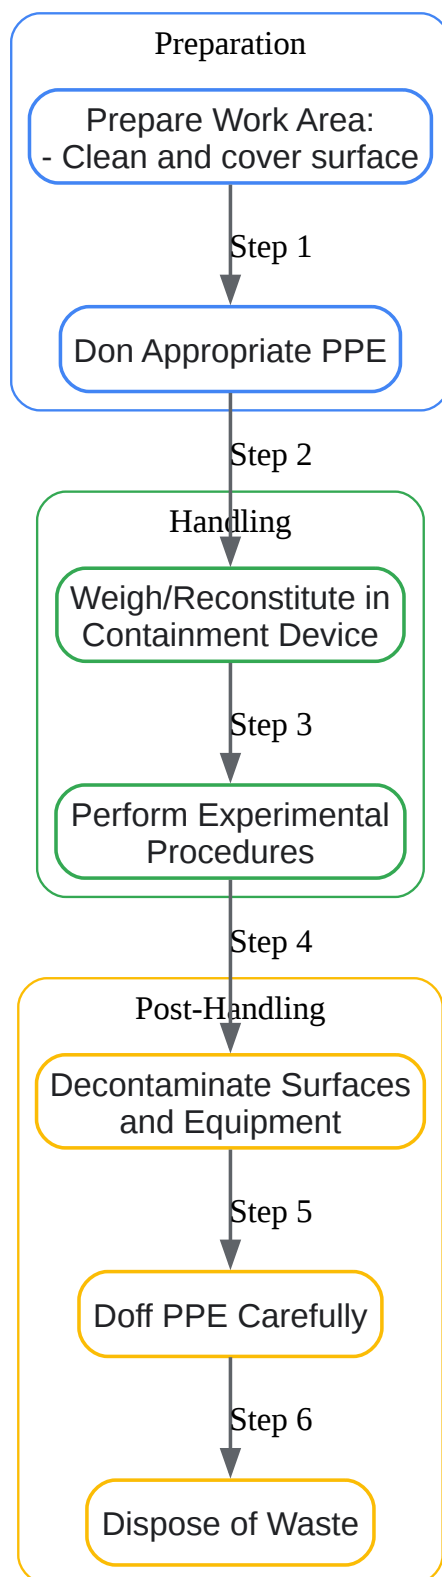 Preparation
Prepare Work Area:
- Clean and cover surface
Step 1
Don Appropriate PPE
Step 2
Handling
Weigh/Reconstitute in
Containment Device
Step 3
Perform Experimental
Procedures
Step 4
Post-Handling
Decontaminate Surfaces
and Equipment
Step 5
Doff PPE Carefully
Step 6
Dispose of Waste